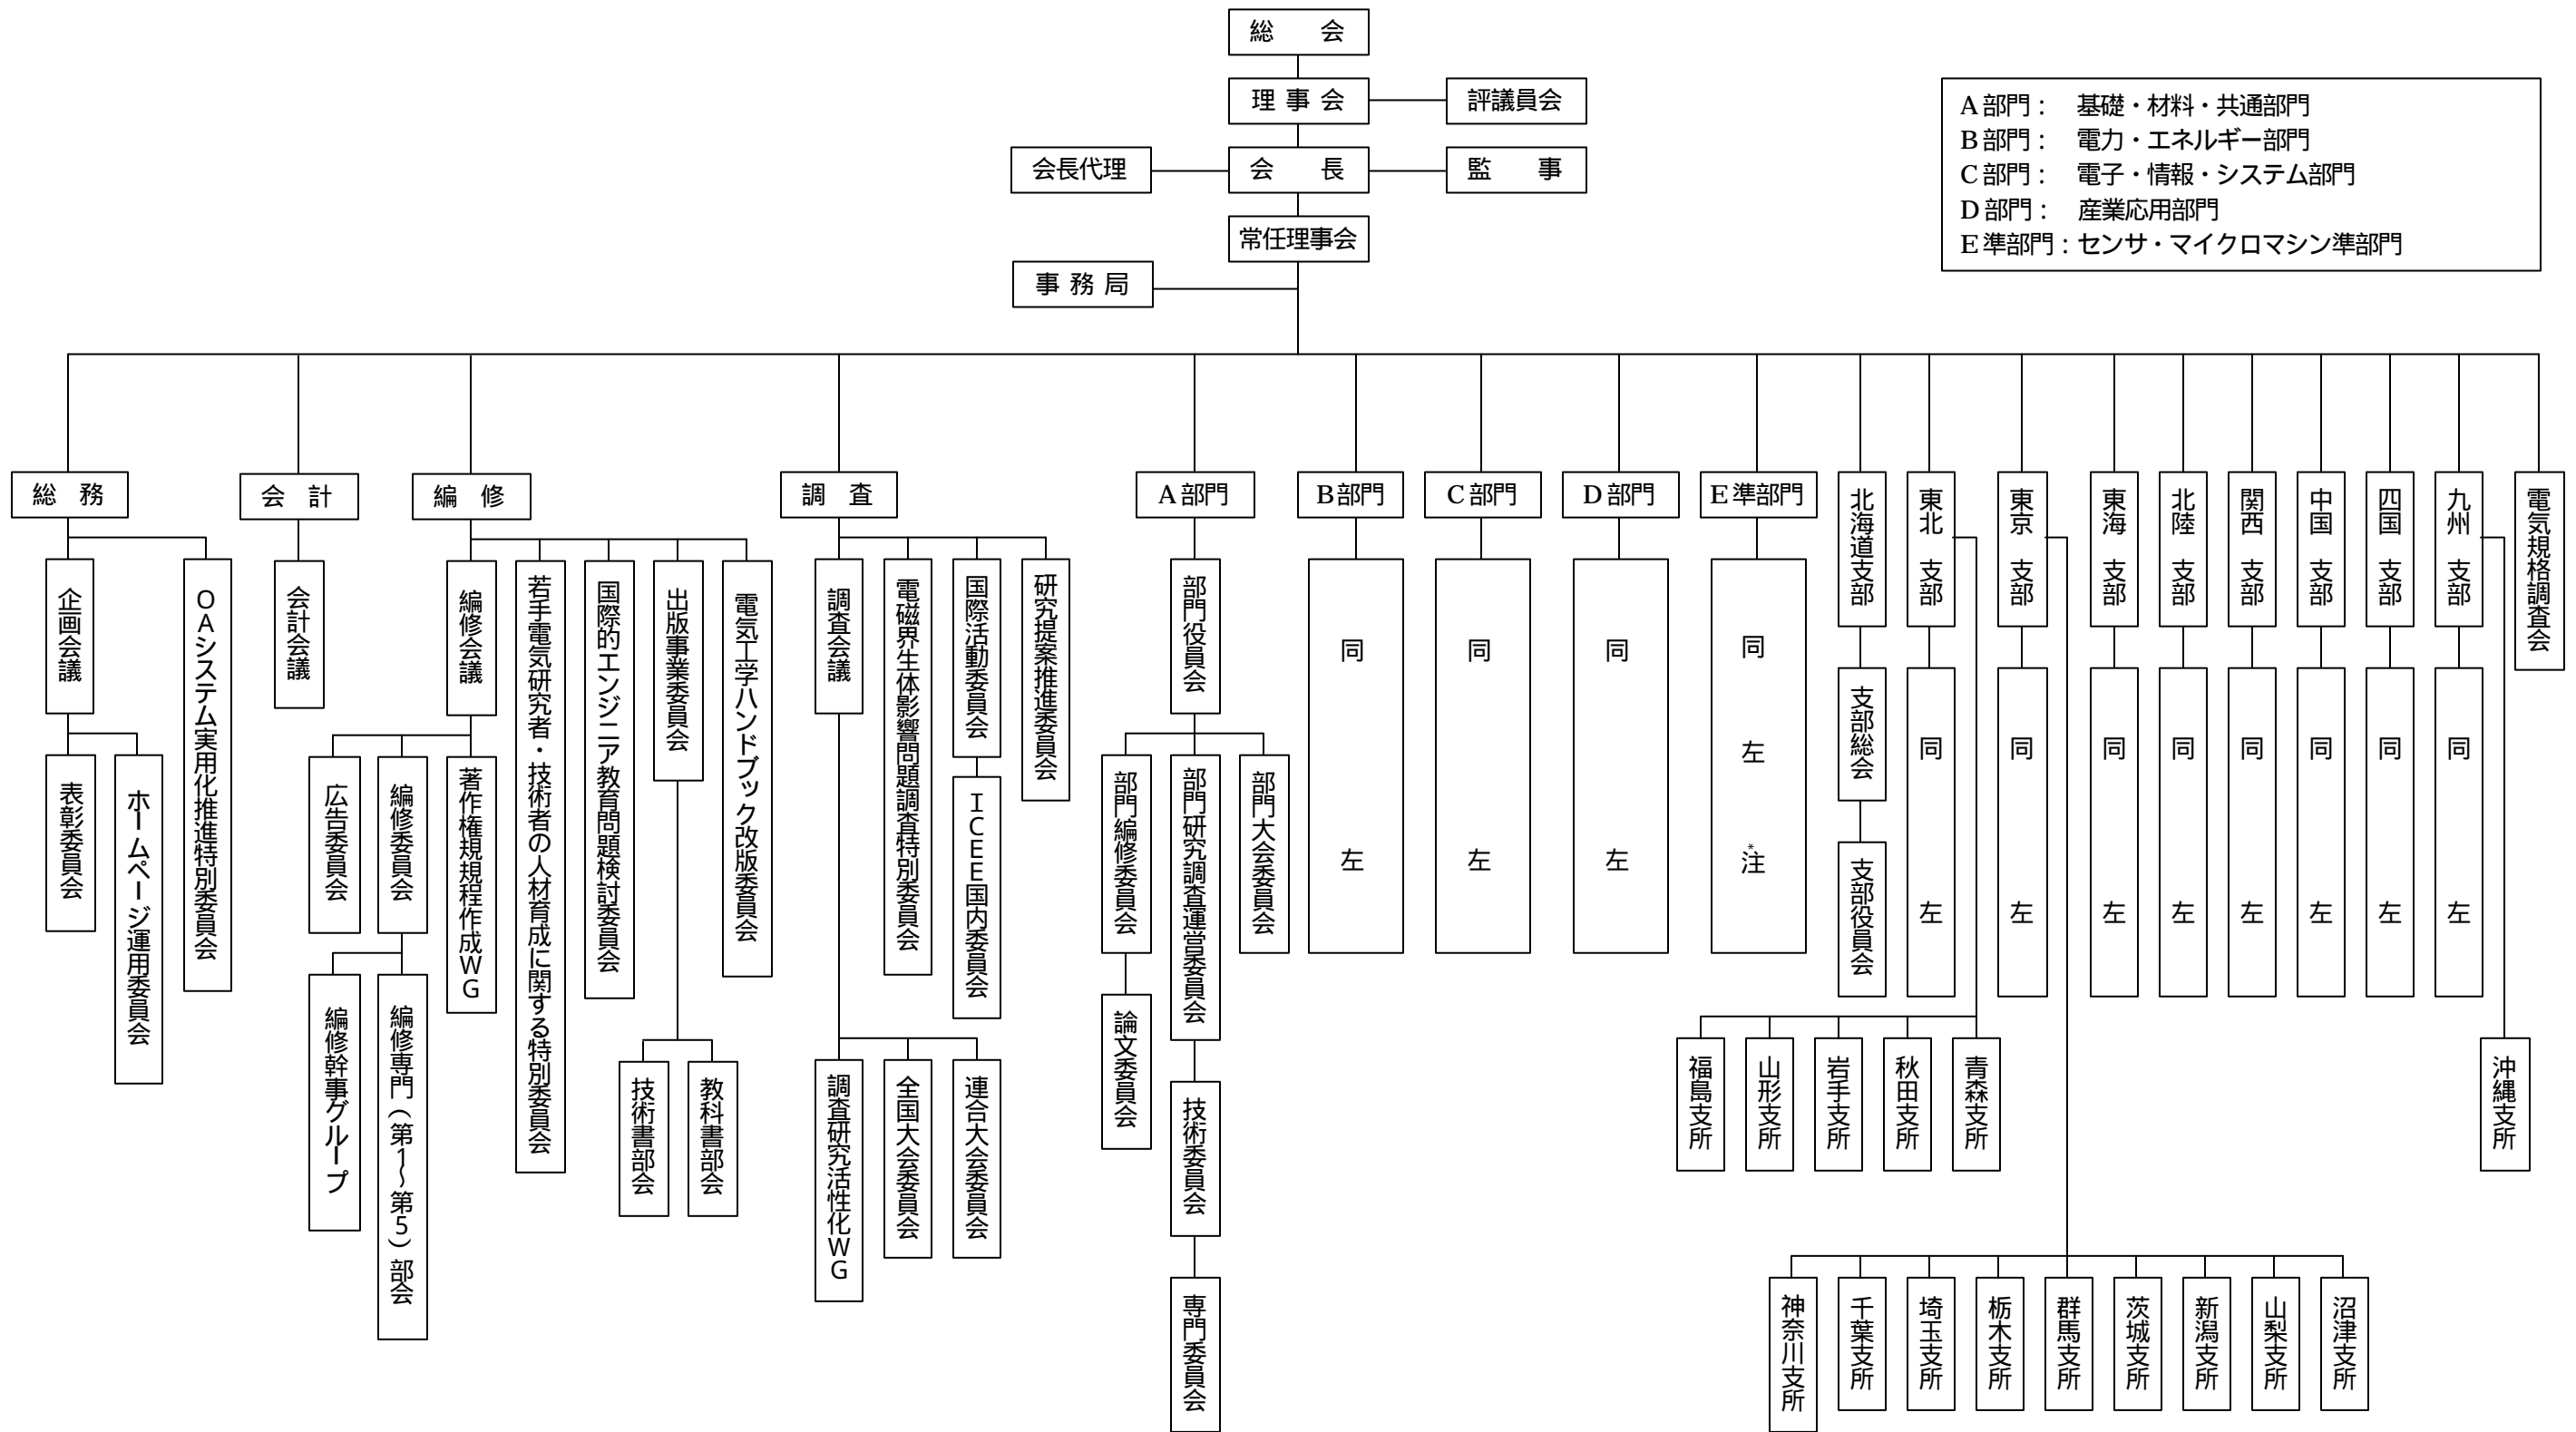 総 会
理 事 会
評議員会
会長代理
会 長
監 事
常任理事会
事 務 局
A 部門： 基礎・材料・共通部門
B 部門： 電力・エネルギー部門
C 部門： 電子・情報・システム部門
D 部門： 産業応用部門
E 準部門：センサ・マイクロマシン準部門
総 務
会 計
編 修
調 査
A 部門
B 部門
C 部門
D 部門
E 準部門
北海道支部
東北 支部
東京 支部
東海 支部
北陸 支部
関西 支部
中国 支部
四国 支部
九州 支部
電気規格調査会
企画会議
OAシステム実用化推進特別委員会
会計会議
編修会議
若手電気研究者・技術者の人材育成に関する特別委員会
国際的エンジニア教育問題検討委員会
出版事業委員会
電気工学ハンドブック改版委員会
調査会議
電磁界生体影響問題調査特別委員会
国際活動委員会
研究提案推進委員会
部門役員会
同 左
同 左
同 左
同 左 *注
支部総会
同 左
同 左
同 左
同 左
同 左
同 左
同 左
同 左
表彰委員会
ホームページ運用委員会
広告委員会
編修委員会
著作権規規程作成WG
ICEE国内委員会
部門編修委員会
部門研究調査運営委員会
部門大会委員会
支部役員会
編修幹事グループ
編修専門（第1～第5）部会
技術書部会
教科書部会
調査研究活性化WG
全国大会委員会
連合大会委員会
論文委員会
技術委員会
専門委員会
福島支所
山形支所
岩手支所
秋田支所
青森支所
沖縄支所
神奈川支所
千葉支所
埼玉支所
栃木支所
群馬支所
茨城支所
新潟支所
山梨支所
沼津支所